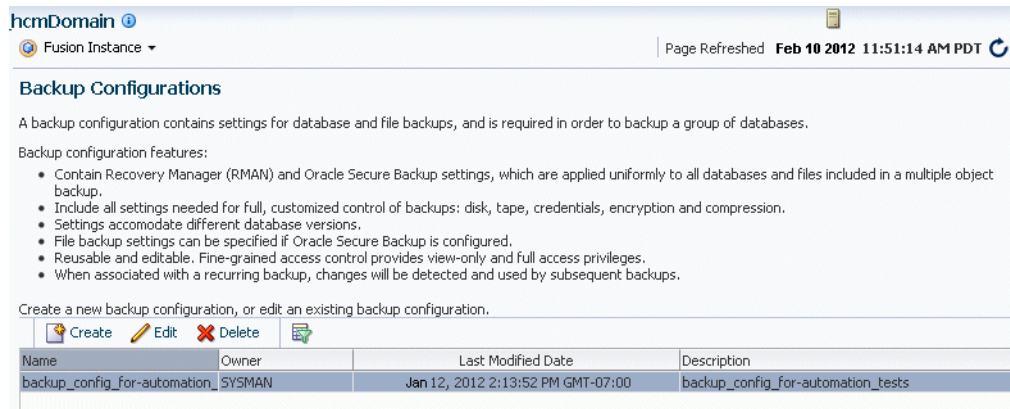 hcmDomain
Fusion Instance
Page Refreshed Feb 10 2012 11:51:14 AM PDT
Backup Configurations
A backup configuration contains settings for database and file backups, and is required in order to backup a group of databases.
Backup configuration features:
• Contain Recovery Manager (RMAN) and Oracle Secure Backup settings, which are applied uniformly to all databases and files included in a multiple object
backup.
• Include all settings needed for full, customized control of backups: disk, tape, credentials, encryption and compression.
• Settings accomodate different database versions.
• File backup settings can be specified if Oracle Secure Backup is configured.
• Reusable and editable. Fine-grained access control provides view-only and full access privileges.
• When associated with a recurring backup, changes will be detected and used by subsequent backups.
Create a new backup configuration, or edit an existing backup configuration.
Create Edit Delete
Name Owner Last Modified Date Description
backup_config_for-automation_ SYSMAN Jan 12, 2012 2:13:52 PM GMT-07:00 backup_config_for-automation_tests